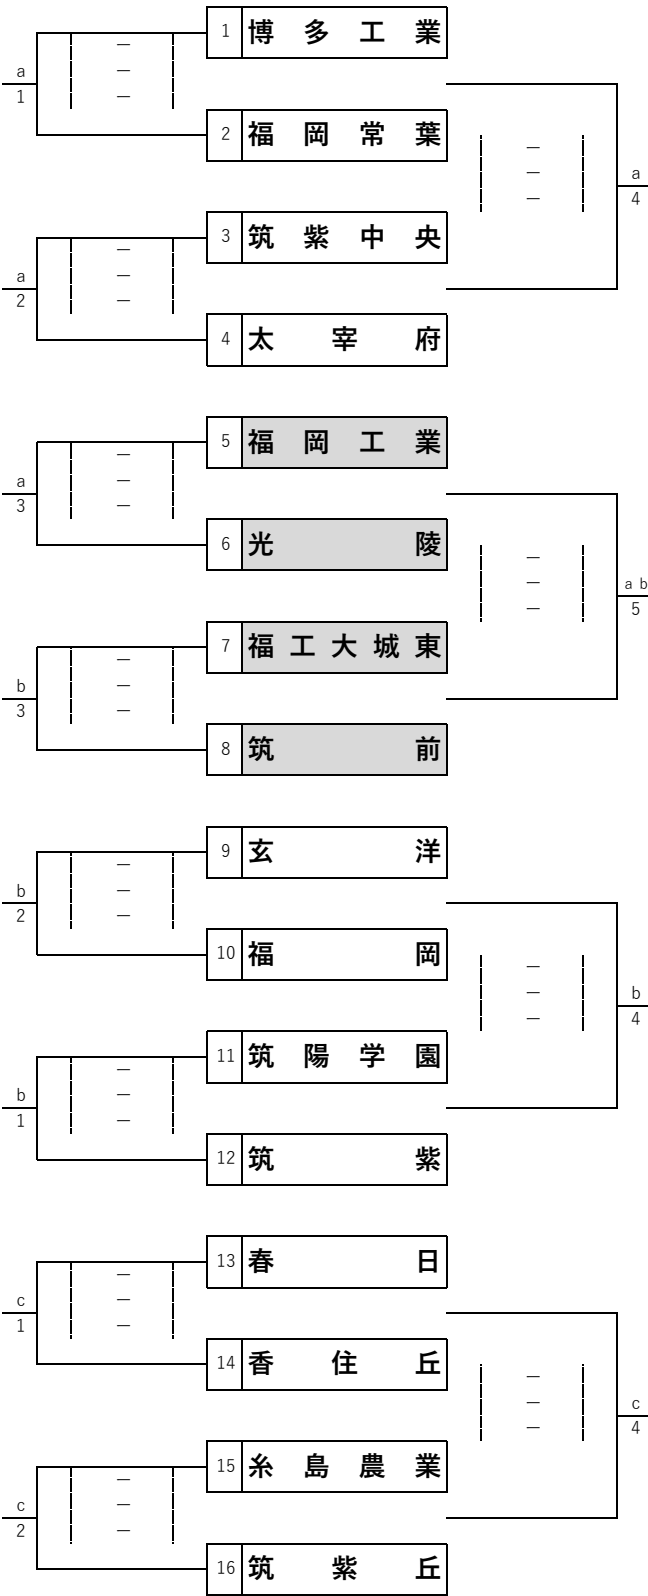 1 博多工業
a
1
2 福岡常葉
a
4
3 筑紫中央
a
2
4 太宰府
5 福岡工業
a
3
6 光陵
a b
5
7 福工大城東
b
3
8 筑前
9 玄洋
b
2
10 福岡
b
4
11 筑陽学園
b
1
12 筑紫
13 春日
c
1
14 香住丘
c
4
15 糸島農業
c
2
16 筑紫丘